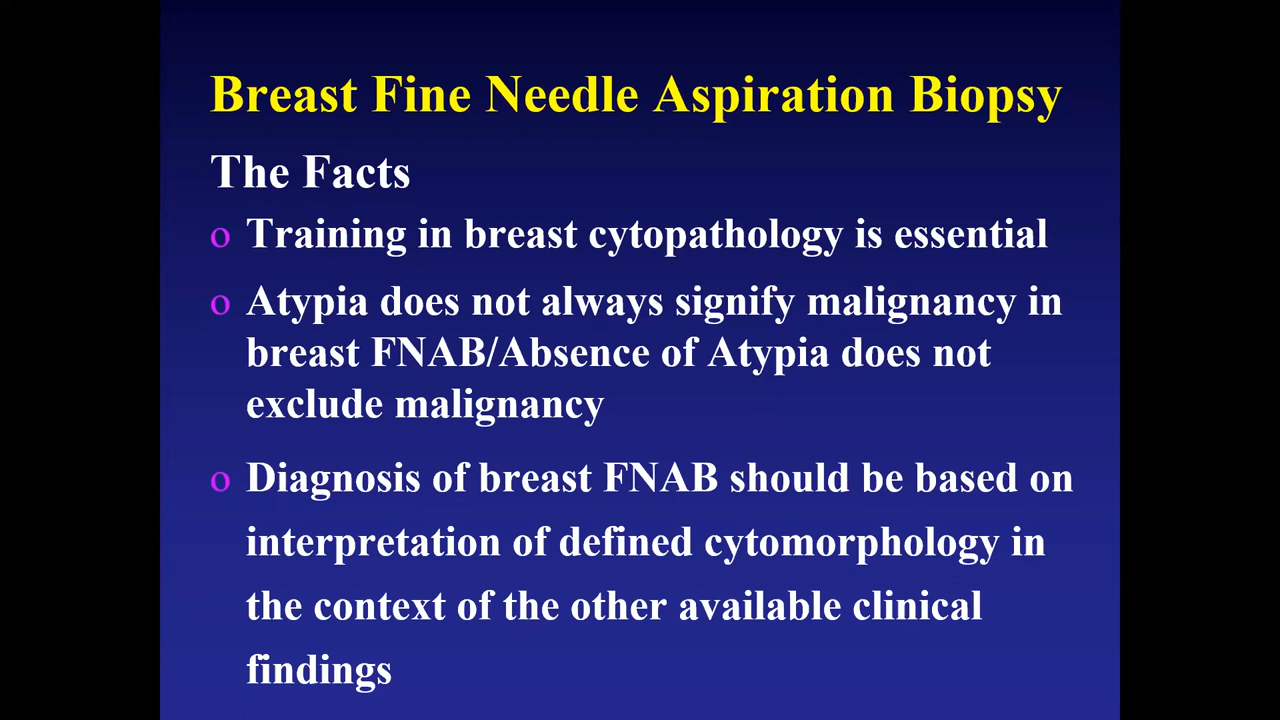 Breast Fine Needle Aspiration Biopsy
The Facts
o Training in breast cytopathology is essential
o Atypia does not always signify malignancy in
breast FNAB/Absence of Atypia does not
exclude malignancy
o Diagnosis of breast FNAB should be based on
interpretation of defined cytomorphology in
the context of the other available clinical
findings